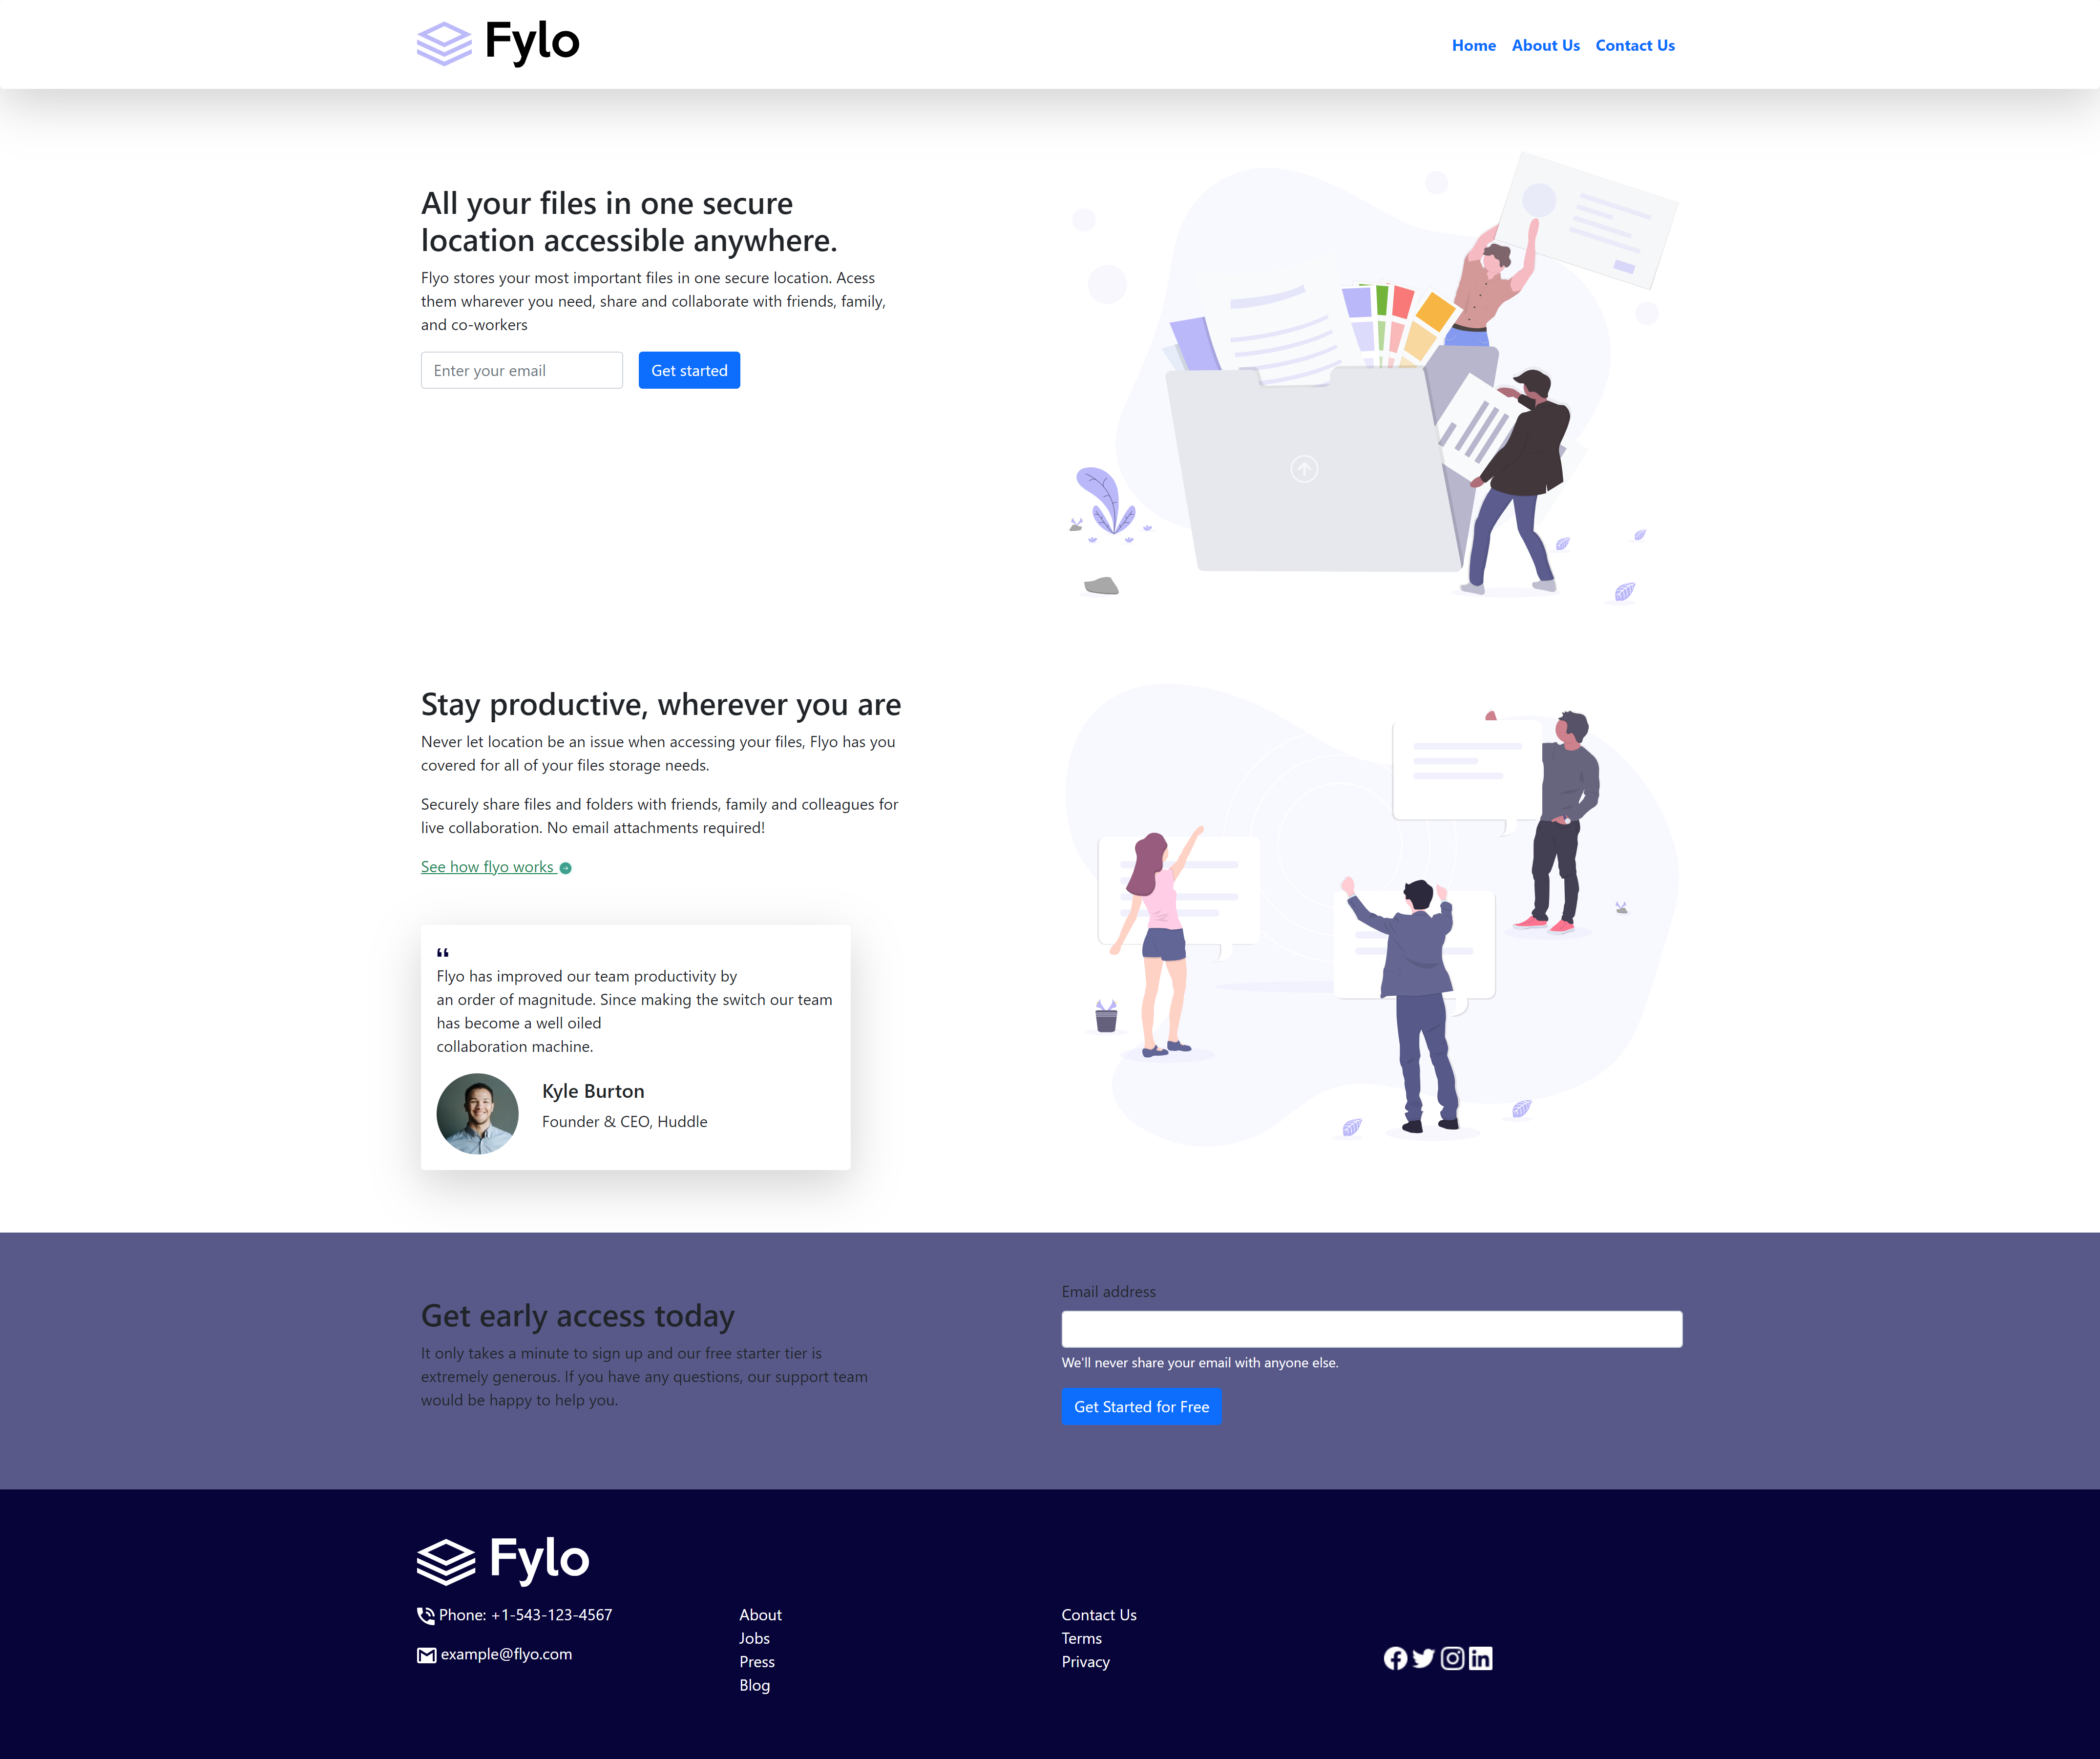 Fylo
Home About Us Contact Us
All your files in one secure
location accessible anywhere.
Flyo stores your most important files in one secure location. Acess
them wharever you need, share and collaborate with friends, family,
and co-workers
Enter your email
Get started
Stay productive, wherever you are
Never let location be an issue when accessing your files, Flyo has you
covered for all of your files storage needs.
Securely share files and folders with friends, family and colleagues for
live collaboration. No email attachments required!
See how flyo works
“
Flyo has improved our team productivity by
an order of magnitude. Since making the switch our team
has become a well oiled
collaboration machine.
Kyle Burton
Founder & CEO, Huddle
Get early access today
It only takes a minute to sign up and our free starter tier is
extremely generous. If you have any questions, our support team
would be happy to help you.
Email address
We'll never share your email with anyone else.
Get Started for Free
Fylo
Phone: +1-543-123-4567
example@flyo.com
About
Jobs
Press
Blog
Contact Us
Terms
Privacy